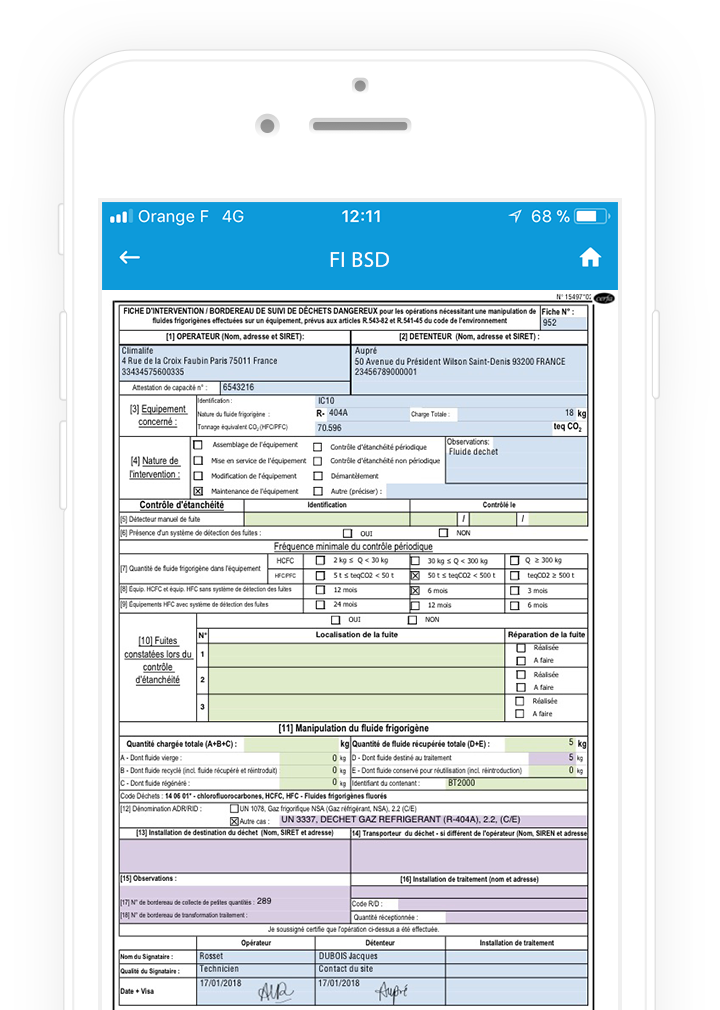 Orange F 4G 12:11 68 %
FI BSD
N° 15497*02 cerfa
FICHE D'INTERVENTION / BORDEREAU DE SUIVI DE DÉCHETS DANGEREUX pour les opérations nécessitant une manipulation de
fluides frigorigènes effectuées sur un équipement, prévues aux articles R.543-82 et R.541-45 du code de l'environnement
Fiche N° :
952
[1] OPERATEUR (Nom, adresse et SIRET): [2] DETENTEUR (Nom, adresse et SIRET) :
Climalife Aupré
4 Rue de la Croix Faubin Paris 75011 France 50 Avenue du Président Wilson Saint-Denis 93200 FRANCE
33434575600335 23456789000001
Attestation de capacité n° : 6543216
[3] Equipement concerné :
Identification : IC10
Nature du fluide frigorigène : R- 404A Charge Totale : 18 kg
Tonnage équivalent CO2 (HFC/PFC) 70.596 teq CO2
[4] Nature de l'intervention :
Assemblage de l'équipement Contrôle d'étanchéité périodique Observations:
Mise en service de l'équipement Contrôle d'étanchéité non périodique Fluide dechet
Modification de l'équipement Démantèlement
Maintenance de l'équipement Autre (préciser) :
Contrôle d'étanchéité Identification Contrôlé le
[5] Détecteur manuel de fuite / /
[6] Présence d'un système de détection des fuites : OUI NON
Fréquence minimale du contrôle périodique
[7] Quantité de fluide frigorigène dans l'équipement
HCFC 2 kg ≤ Q < 30 kg 30 kg ≤ Q < 300 kg Q ≥ 300 kg
HFC/PFC 5 t ≤ teqCO2 < 50 t 50 t ≤ teqCO2 < 500 t teqCO2 ≥ 500 t
[8] Équip. HCFC et équip. HFC sans système de détection des fuites 12 mois 6 mois 3 mois
[9] Équipements HFC avec système de détection des fuites 24 mois 12 mois 6 mois
OUI NON
[10] Fuites constatées lors du contrôle d'étanchéité
N° Localisation de la fuite Réparation de la fuite
1 Réalisée
A faire
2 Réalisée
A faire
3 Réalisée
A faire
[11] Manipulation du fluide frigorigène
Quantité chargée totale (A+B+C) : kg Quantité de fluide récupérée totale (D+E) : 5 kg
A - Dont fluide vierge : 0 kg D - Dont fluide destiné au traitement 5 kg
B - Dont fluide recyclé (incl. fluide récupéré et réintroduit) 0 kg E - Dont fluide conservé pour réutilisation (incl. réintroduction) 0 kg
C - Dont fluide régénéré : 0 kg Identifiant du contenant : BT2000
Code Déchets : 14 06 01* - chlorofluorocarbones, HCFC, HFC - Fluides frigorigènes fluorés
[12] Dénomination ADR/RID : UN 1078, Gaz frigorifique NSA (Gaz réfrigérant, NSA), 2.2 (C/E)
Autre cas : UN 3337, DECHET GAZ REFRIGERANT (R-404A), 2.2, (C/E)
[13] Installation de destination du déchet (Nom, SIRET et adresse) 14] Transporteur du déchet - si différent de l'opérateur (Nom, SIREN et adresse
[15] Observations : [16] Installation de traitement (nom et adresse)
[17] N° de bordereau de collecte de petites quantités : 289 Code R/D :
[18] N° de bordereau de transformation traitement : Quantité réceptionnée :
Je soussigné certifie que l'opération ci-dessus a été effectuée.
Opérateur Détenteur Installation de traitement
Nom du Signataire : Rosset DUBOIS Jacques
Qualité du Signataire : Technicien Contact du site
Date + Visa 17/01/2018 17/01/2018 Aupré